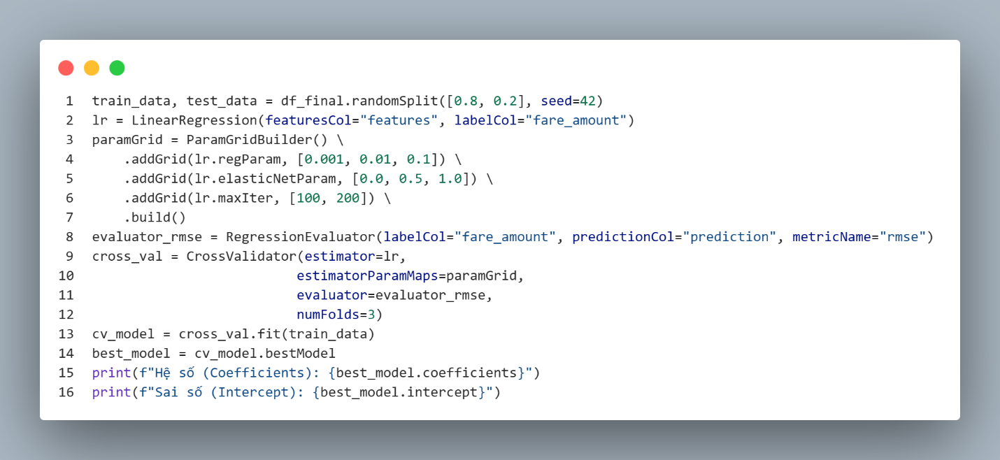 1 train_data, test_data = df_final.randomSplit([0.8, 0.2], seed=42)
2 lr = LinearRegression(featuresCol="features", labelCol="fare_amount")
3 paramGrid = ParamGridBuilder() \
4     .addGrid(lr.regParam, [0.001, 0.01, 0.1]) \
5     .addGrid(lr.elasticNetParam, [0.0, 0.5, 1.0]) \
6     .addGrid(lr.maxIter, [100, 200]) \
7     .build()
8 evaluator_rmse = RegressionEvaluator(labelCol="fare_amount", predictionCol="prediction", metricName="rmse")
9 cross_val = CrossValidator(estimator=lr,
10                           estimatorParamMaps=paramGrid,
11                           evaluator=evaluator_rmse,
12                           numFolds=3)
13 cv_model = cross_val.fit(train_data)
14 best_model = cv_model.bestModel
15 print(f"Hệ số (Coefficients): {best_model.coefficients}")
16 print(f"Sai số (Intercept): {best_model.intercept}")